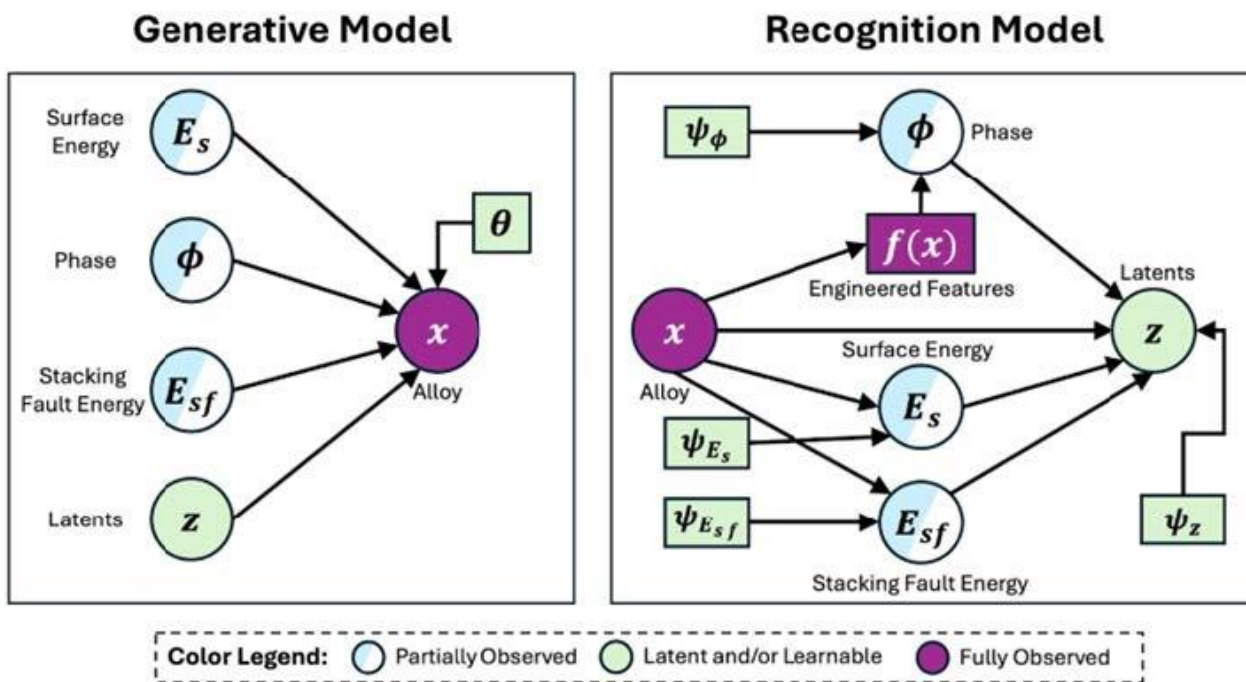 Generative Model
Surface
Energy
E_s
Phase
ϕ
θ
x
Alloy
Stacking
Fault Energy
E_sf
Latents
z
Recognition Model
ψ_ϕ
ϕ
Phase
f(x)
Engineered Features
Latents
x
z
Alloy
Surface Energy
E_s
ψ_E_s
ψ_E_sf
E_sf
ψ_z
Stacking Fault Energy
Color Legend: Partially Observed Latent and/or Learnable Fully Observed